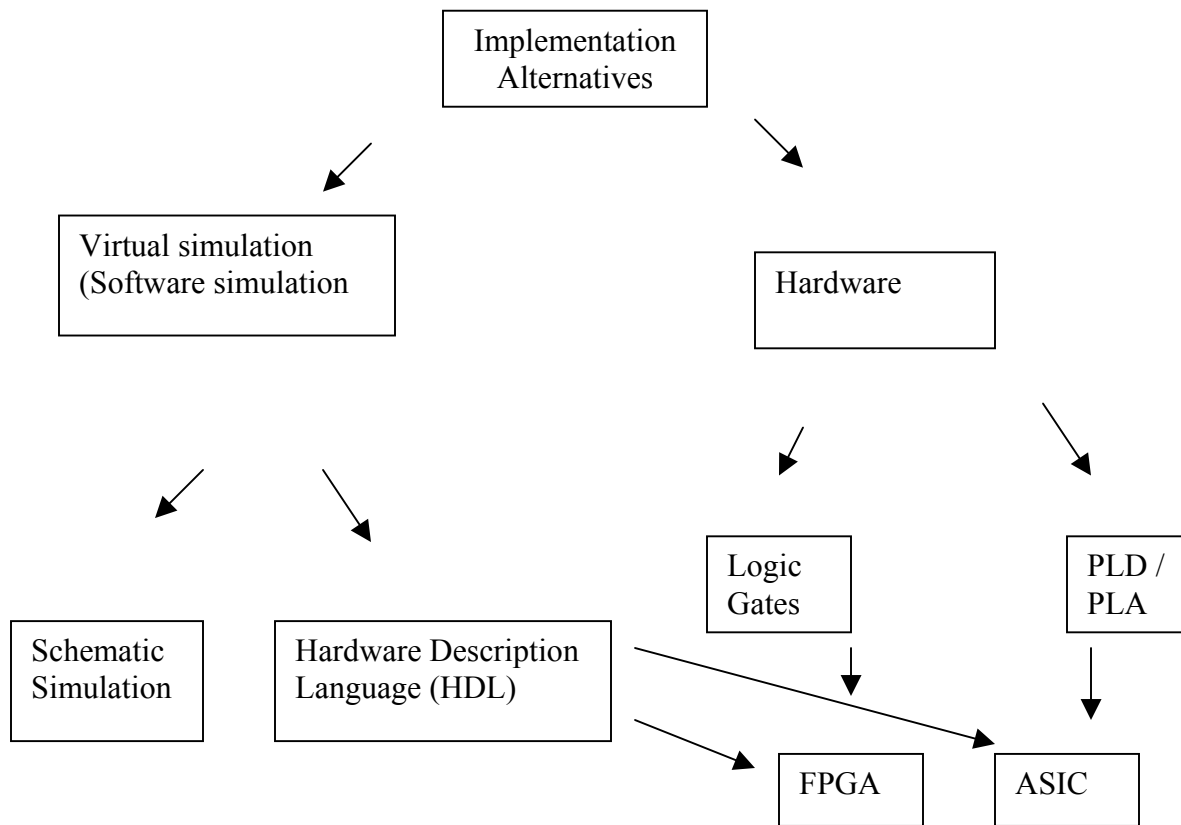 Implementation
Alternatives
Virtual simulation
(Software simulation
Hardware
Logic
Gates
PLD /
PLA
Schematic
Simulation
Hardware Description
Language (HDL)
FPGA
ASIC